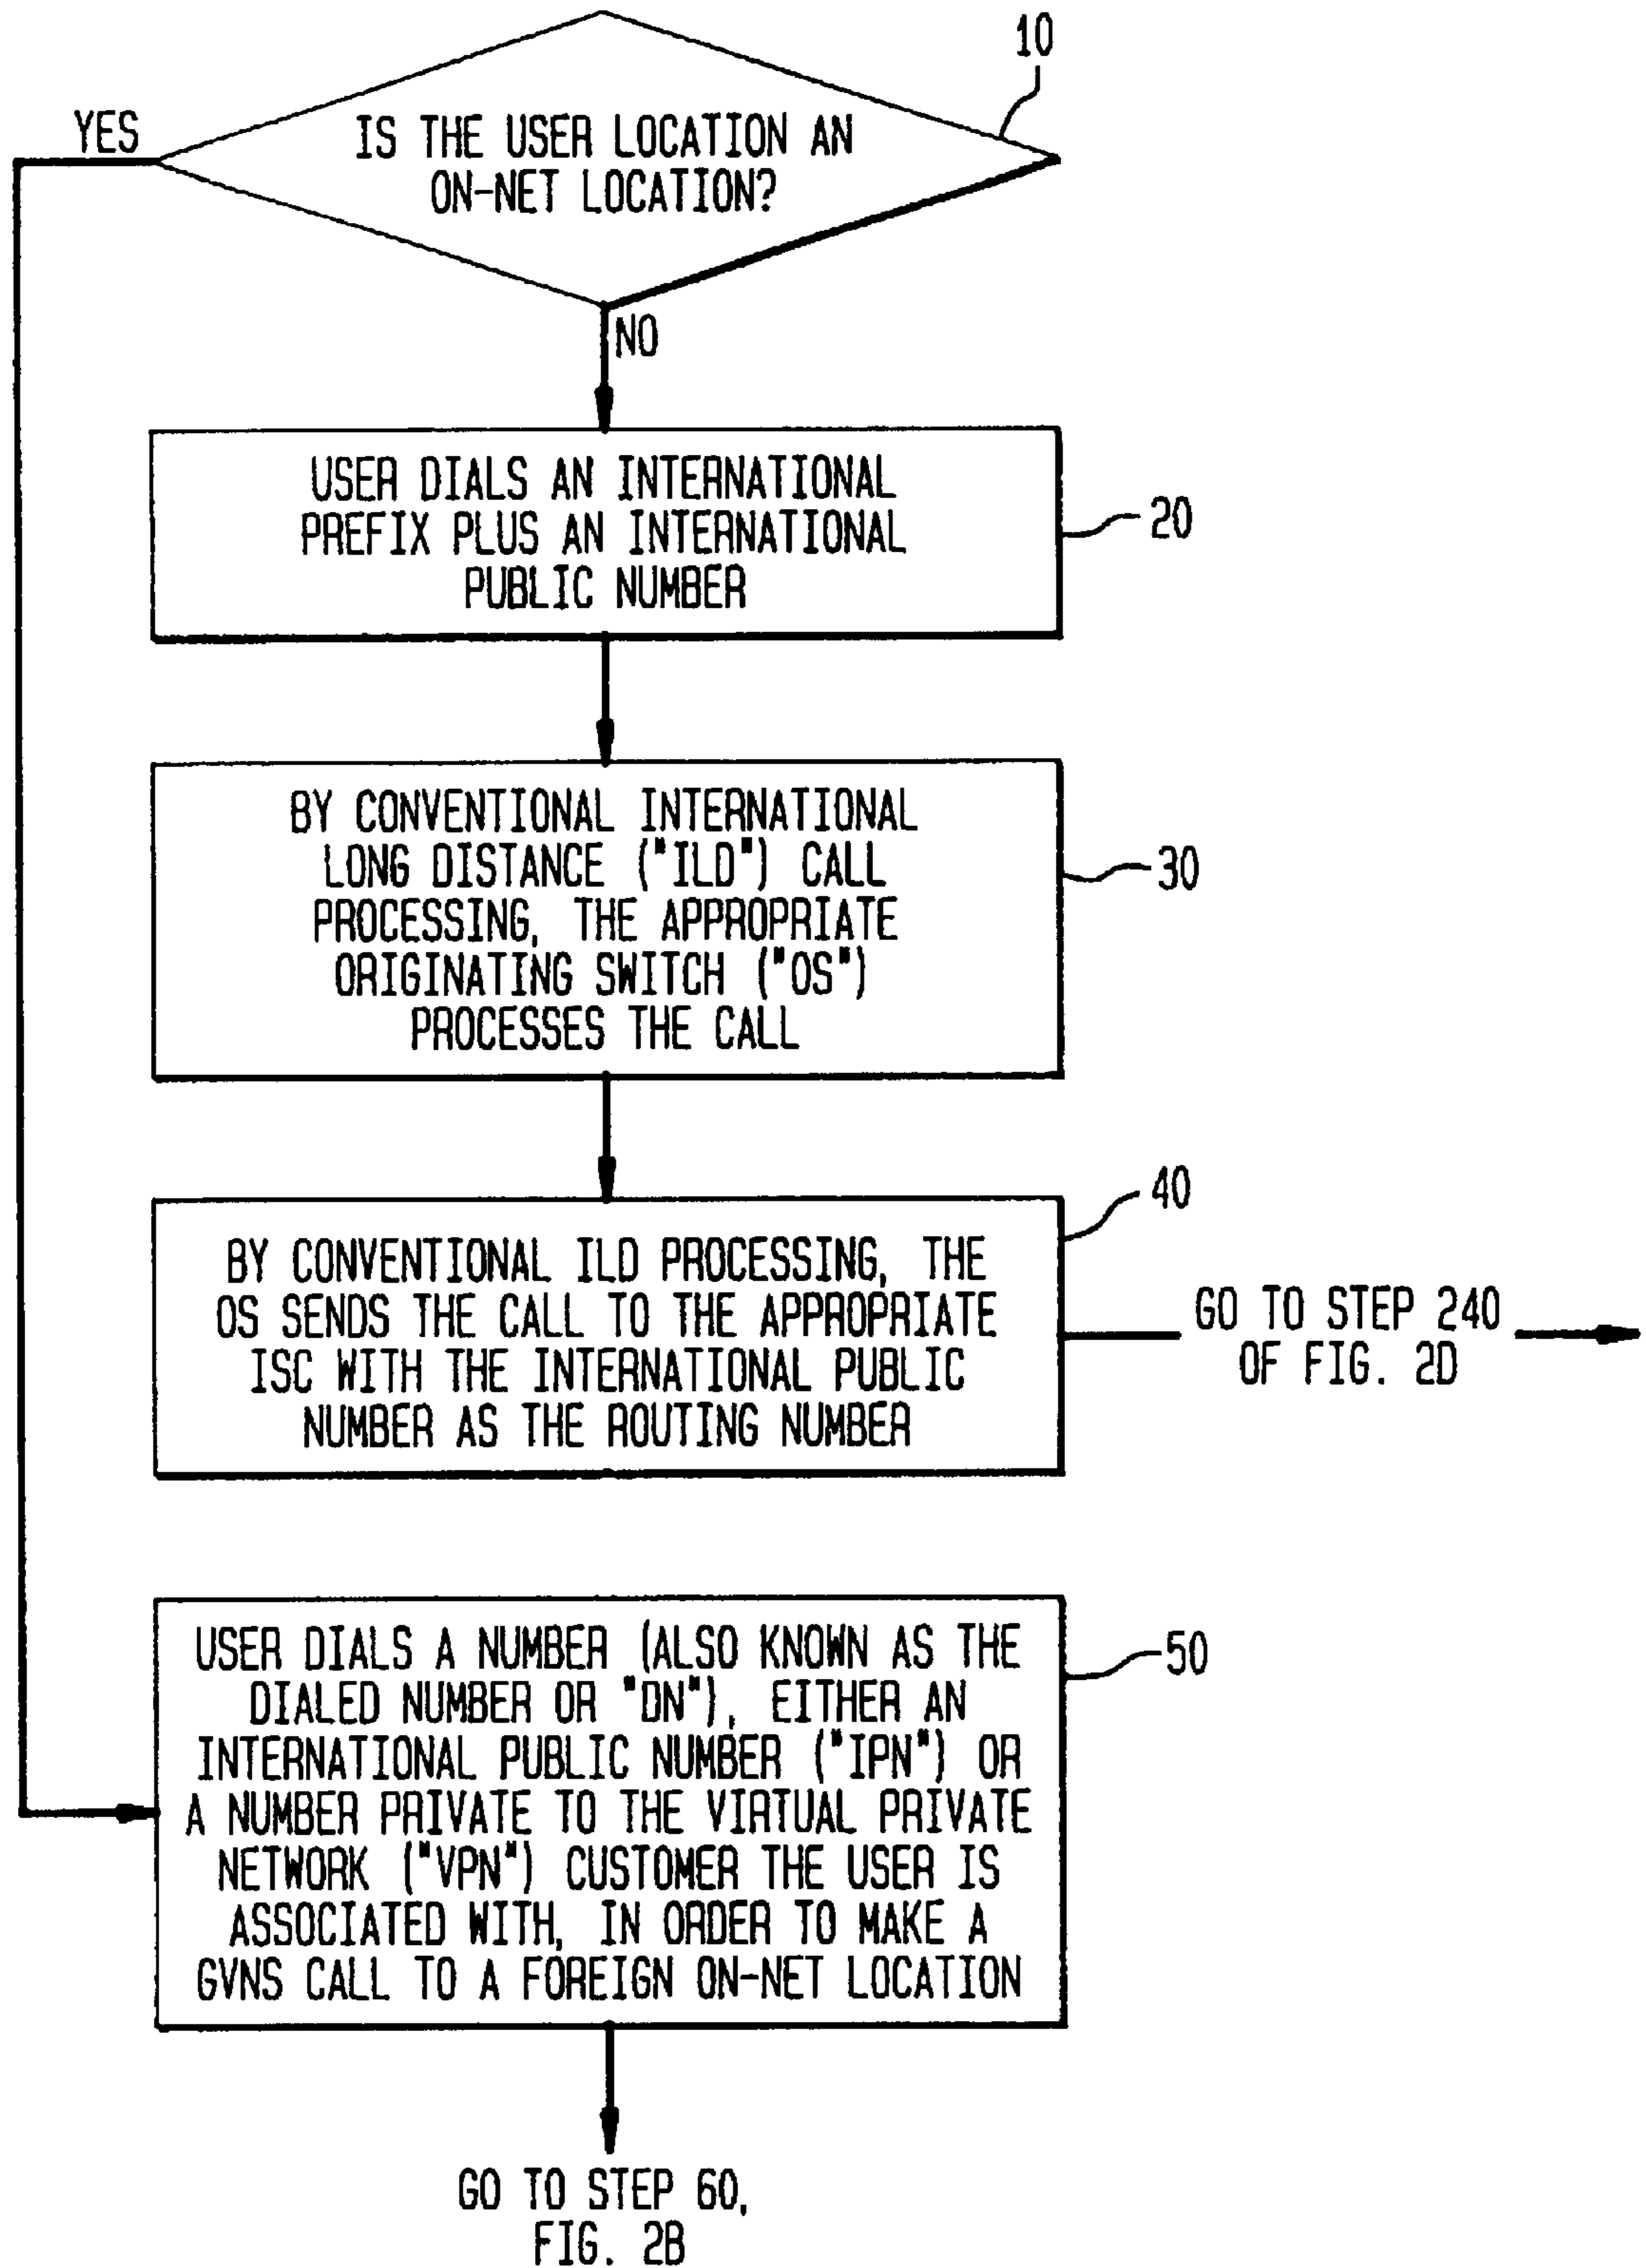 10
YES
IS THE USER LOCATION AN
ON-NET LOCATION?
NO
USER DIALS AN INTERNATIONAL
PREFIX PLUS AN INTERNATIONAL
PUBLIC NUMBER
20
BY CONVENTIONAL INTERNATIONAL
LONG DISTANCE ("ILD") CALL
PROCESSING, THE APPROPRIATE
ORIGINATING SWITCH ("OS")
PROCESSES THE CALL
30
40
BY CONVENTIONAL ILD PROCESSING, THE
OS SENDS THE CALL TO THE APPROPRIATE
ISC WITH THE INTERNATIONAL PUBLIC
NUMBER AS THE ROUTING NUMBER
GO TO STEP 240
OF FIG. 2D
USER DIALS A NUMBER (ALSO KNOWN AS THE
DIALED NUMBER OR "DN"), EITHER AN
INTERNATIONAL PUBLIC NUMBER ("IPN") OR
A NUMBER PRIVATE TO THE VIRTUAL PRIVATE
NETWORK ("VPN") CUSTOMER THE USER IS
ASSOCIATED WITH, IN ORDER TO MAKE A
GVNS CALL TO A FOREIGN ON-NET LOCATION
50
GO TO STEP 60,
FIG. 2B